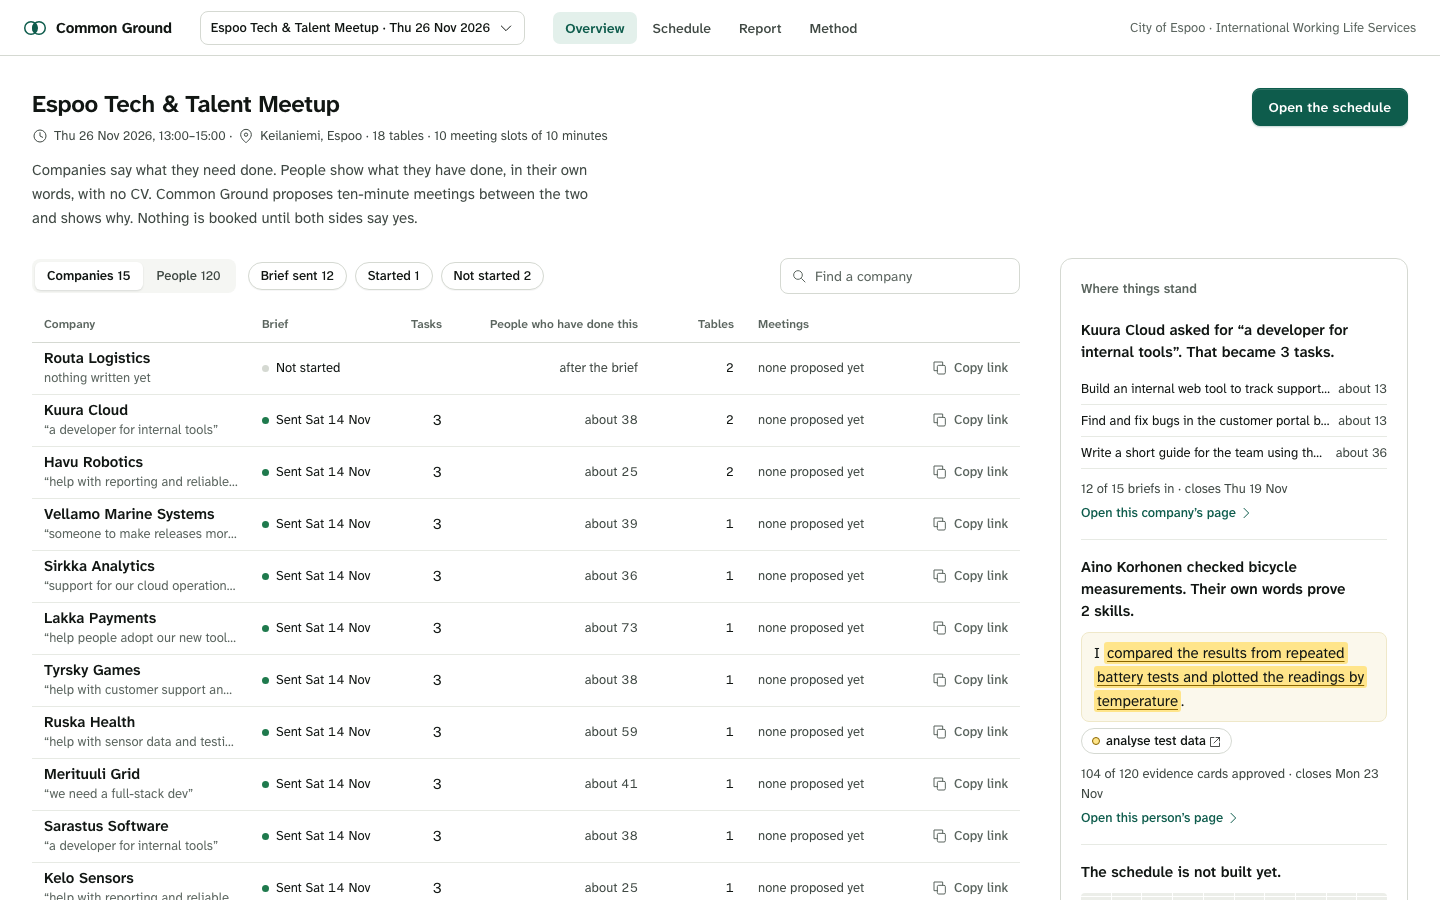 Common Ground
Espoo Tech & Talent Meetup · Thu 26 Nov 2026
Overview
Schedule
Report
Method
City of Espoo · International Working Life Services
Espoo Tech & Talent Meetup
Thu 26 Nov 2026, 13:00–15:00 · Keilaniemi, Espoo · 18 tables · 10 meeting slots of 10 minutes
Open the schedule
Companies say what they need done. People show what they have done, in their own
words, with no CV. Common Ground proposes ten-minute meetings between the two
and shows why. Nothing is booked until both sides say yes.
Companies 15
People 120
Brief sent 12
Started 1
Not started 2
Find a company
Company Brief Tasks People who have done this Tables Meetings
Routa Logistics
nothing written yet
Not started after the brief 2 none proposed yet Copy link
Kuura Cloud
“a developer for internal tools”
Sent Sat 14 Nov 3 about 38 2 none proposed yet Copy link
Havu Robotics
“help with reporting and reliable...
Sent Sat 14 Nov 3 about 25 2 none proposed yet Copy link
Vellamo Marine Systems
“someone to make releases mor...
Sent Sat 14 Nov 3 about 39 1 none proposed yet Copy link
Sirkka Analytics
“support for our cloud operation...
Sent Sat 14 Nov 3 about 36 1 none proposed yet Copy link
Lakka Payments
“help people adopt our new tool...
Sent Sat 14 Nov 3 about 73 1 none proposed yet Copy link
Tyrsky Games
“help with customer support an...
Sent Sat 14 Nov 3 about 38 1 none proposed yet Copy link
Ruska Health
“help with sensor data and testi...
Sent Sat 14 Nov 3 about 59 1 none proposed yet Copy link
Merituuli Grid
“we need a full-stack dev”
Sent Sat 14 Nov 3 about 41 1 none proposed yet Copy link
Sarastus Software
“a developer for internal tools”
Sent Sat 14 Nov 3 about 38 1 none proposed yet Copy link
Kelo Sensors
“help with reporting and reliable...
Sent Sat 14 Nov 3 about 25 1 none proposed yet Copy link
Where things stand
Kuura Cloud asked for “a developer for
internal tools”. That became 3 tasks.
Build an internal web tool to track support... about 13
Find and fix bugs in the customer portal b... about 13
Write a short guide for the team using th... about 36
12 of 15 briefs in · closes Thu 19 Nov
Open this company’s page
Aino Korhonen checked bicycle
measurements. Their own words prove
2 skills.
I compared the results from repeated
battery tests and plotted the readings by
temperature.
analyse test data
104 of 120 evidence cards approved · closes Mon 23
Nov
Open this person’s page
The schedule is not built yet.